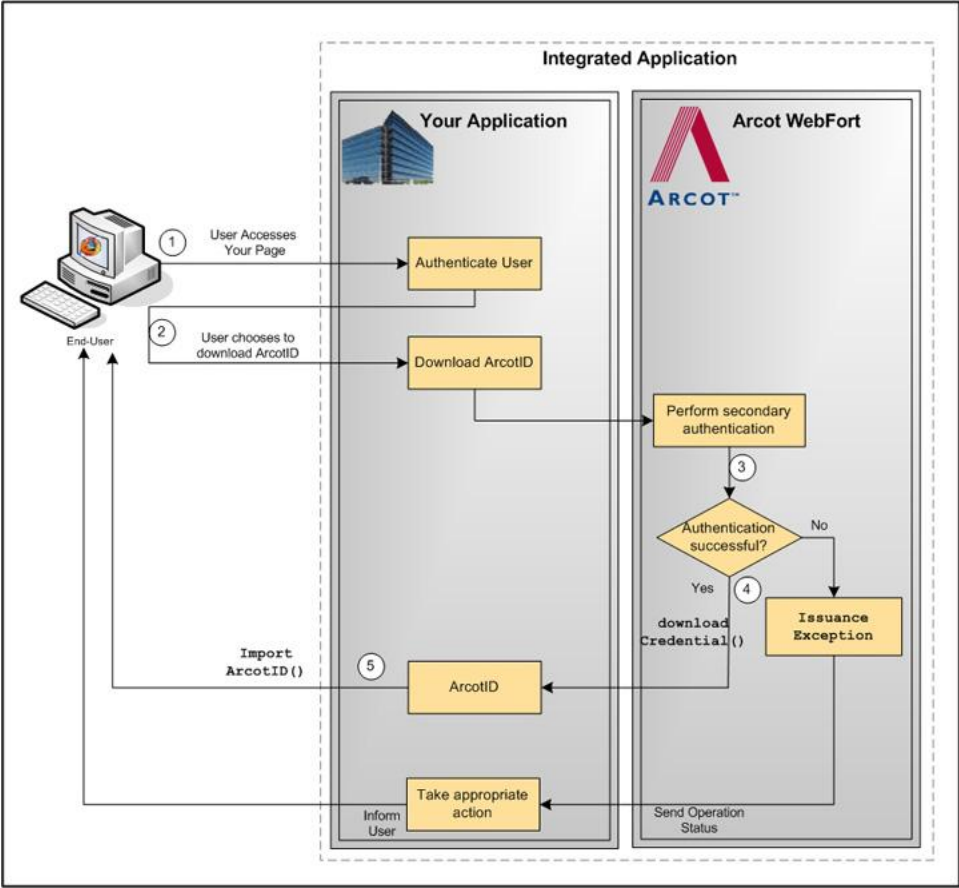 Integrated Application
Your Application
Arcot WebFort
ARCOT™
1
User Accesses
Your Page
Authenticate User
2
End-User
User chooses to
download ArcotID
Download ArcotID
Perform secondary
authentication
3
Authentication
successful?
No
Yes
4
download
Credential()
Issuance
Exception
Import
ArcotID()
5
ArcotID
Take appropriate
action
Inform
User
Send Operation
Status